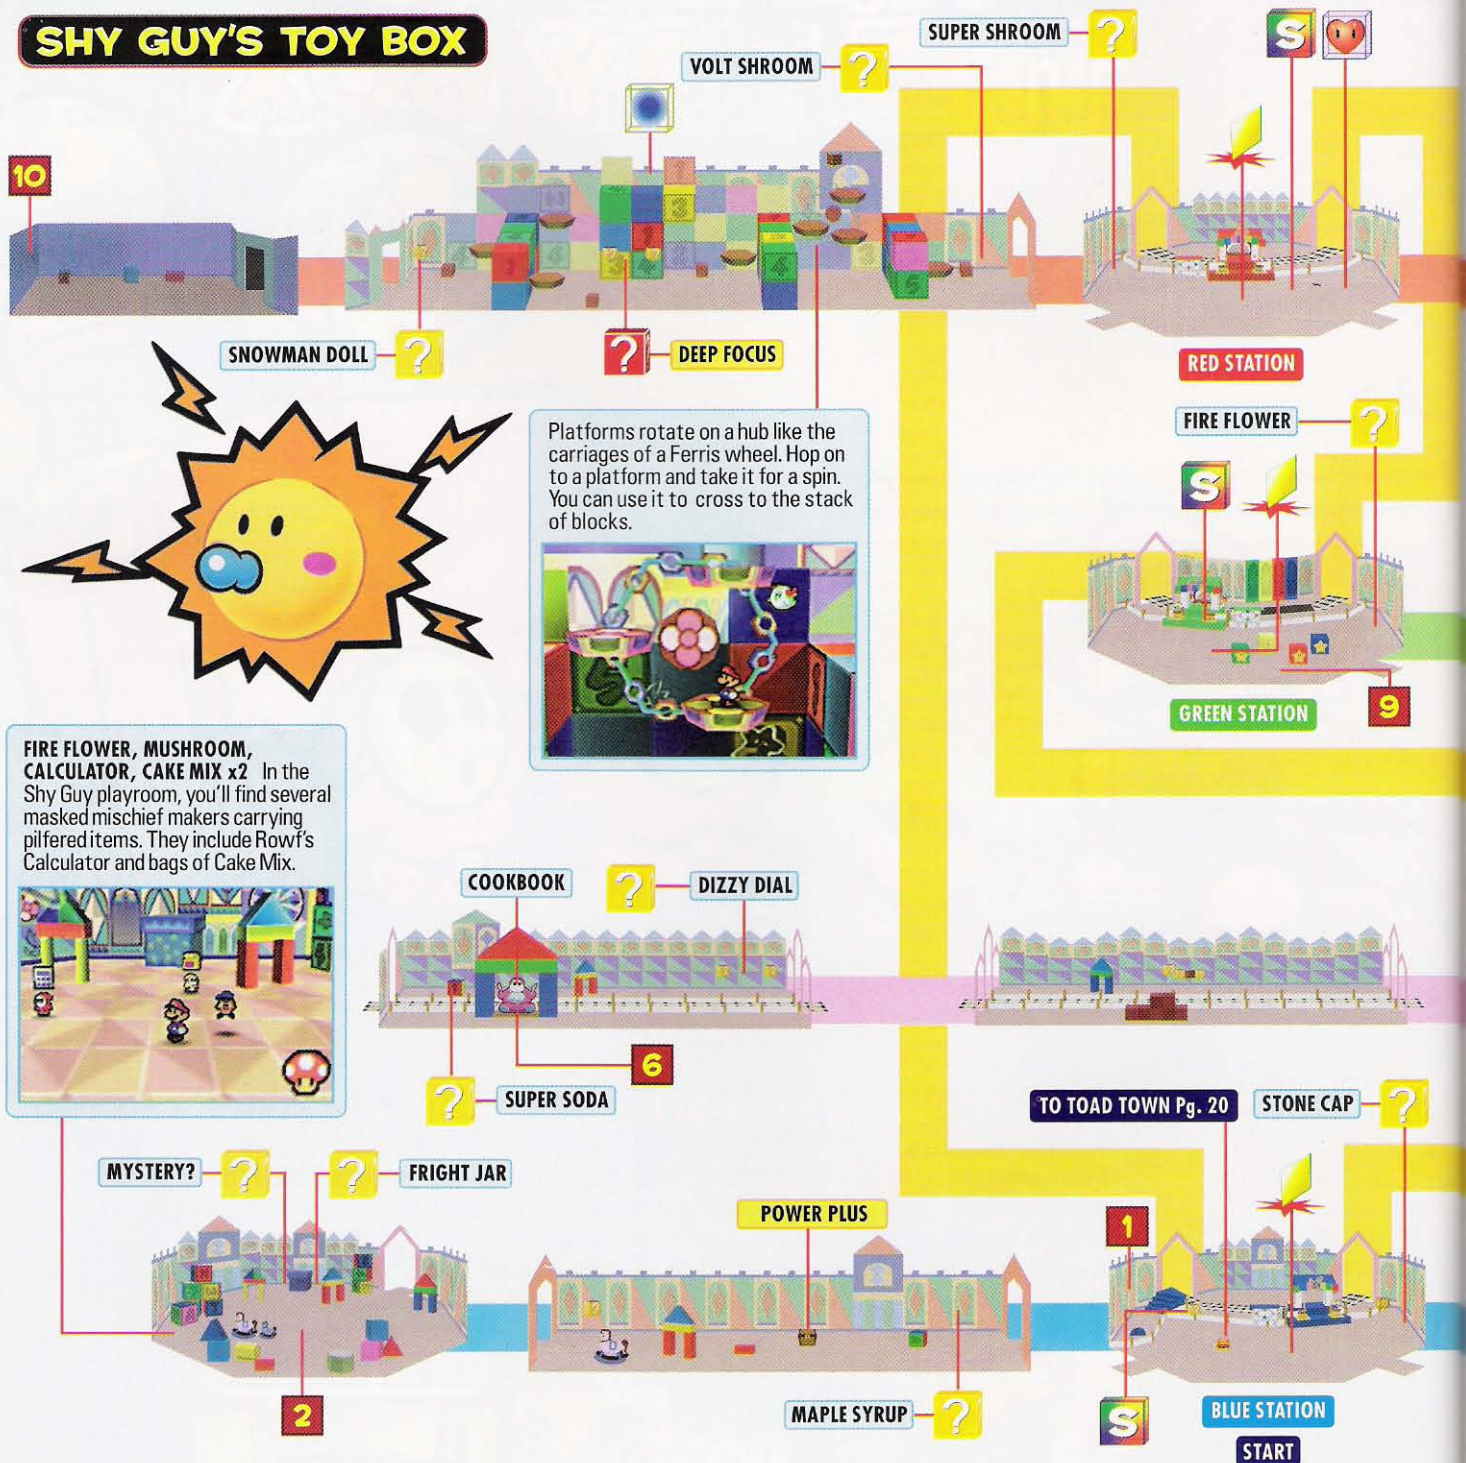 SHY GUY'S TOY BOX
SUPER SHROOM
?
S
VOLT SHROOM
?
10
SNOWMAN DOLL
?
?
DEEP FOCUS
RED STATION
Platforms rotate on a hub like the
carriages of a Ferris wheel. Hop on
to a platform and take it for a spin.
You can use it to cross to the stack
of blocks.
FIRE FLOWER
?
S
9
GREEN STATION
FIRE FLOWER, MUSHROOM,
CALCULATOR, CAKE MIX x2 In the
Shy Guy playroom, you'll find several
masked mischief makers carrying
pilfered items. They include Rowf's
Calculator and bags of Cake Mix.
COOKBOOK
?
DIZZY DIAL
6
?
SUPER SODA
TO TOAD TOWN Pg. 20
STONE CAP
?
MYSTERY?
?
?
FRIGHT JAR
POWER PLUS
1
2
MAPLE SYRUP
?
S
BLUE STATION
START